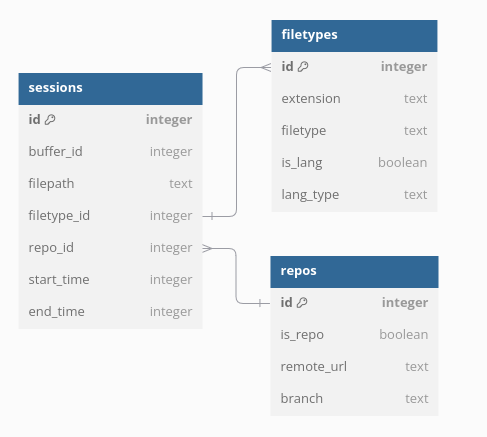 sessions
id integer
buffer_id integer
filepath text
filetype_id integer
repo_id integer
start_time integer
end_time integer
filetypes
id integer
extension text
filetype text
is_lang boolean
lang_type text
repos
id integer
is_repo boolean
remote_url text
branch text